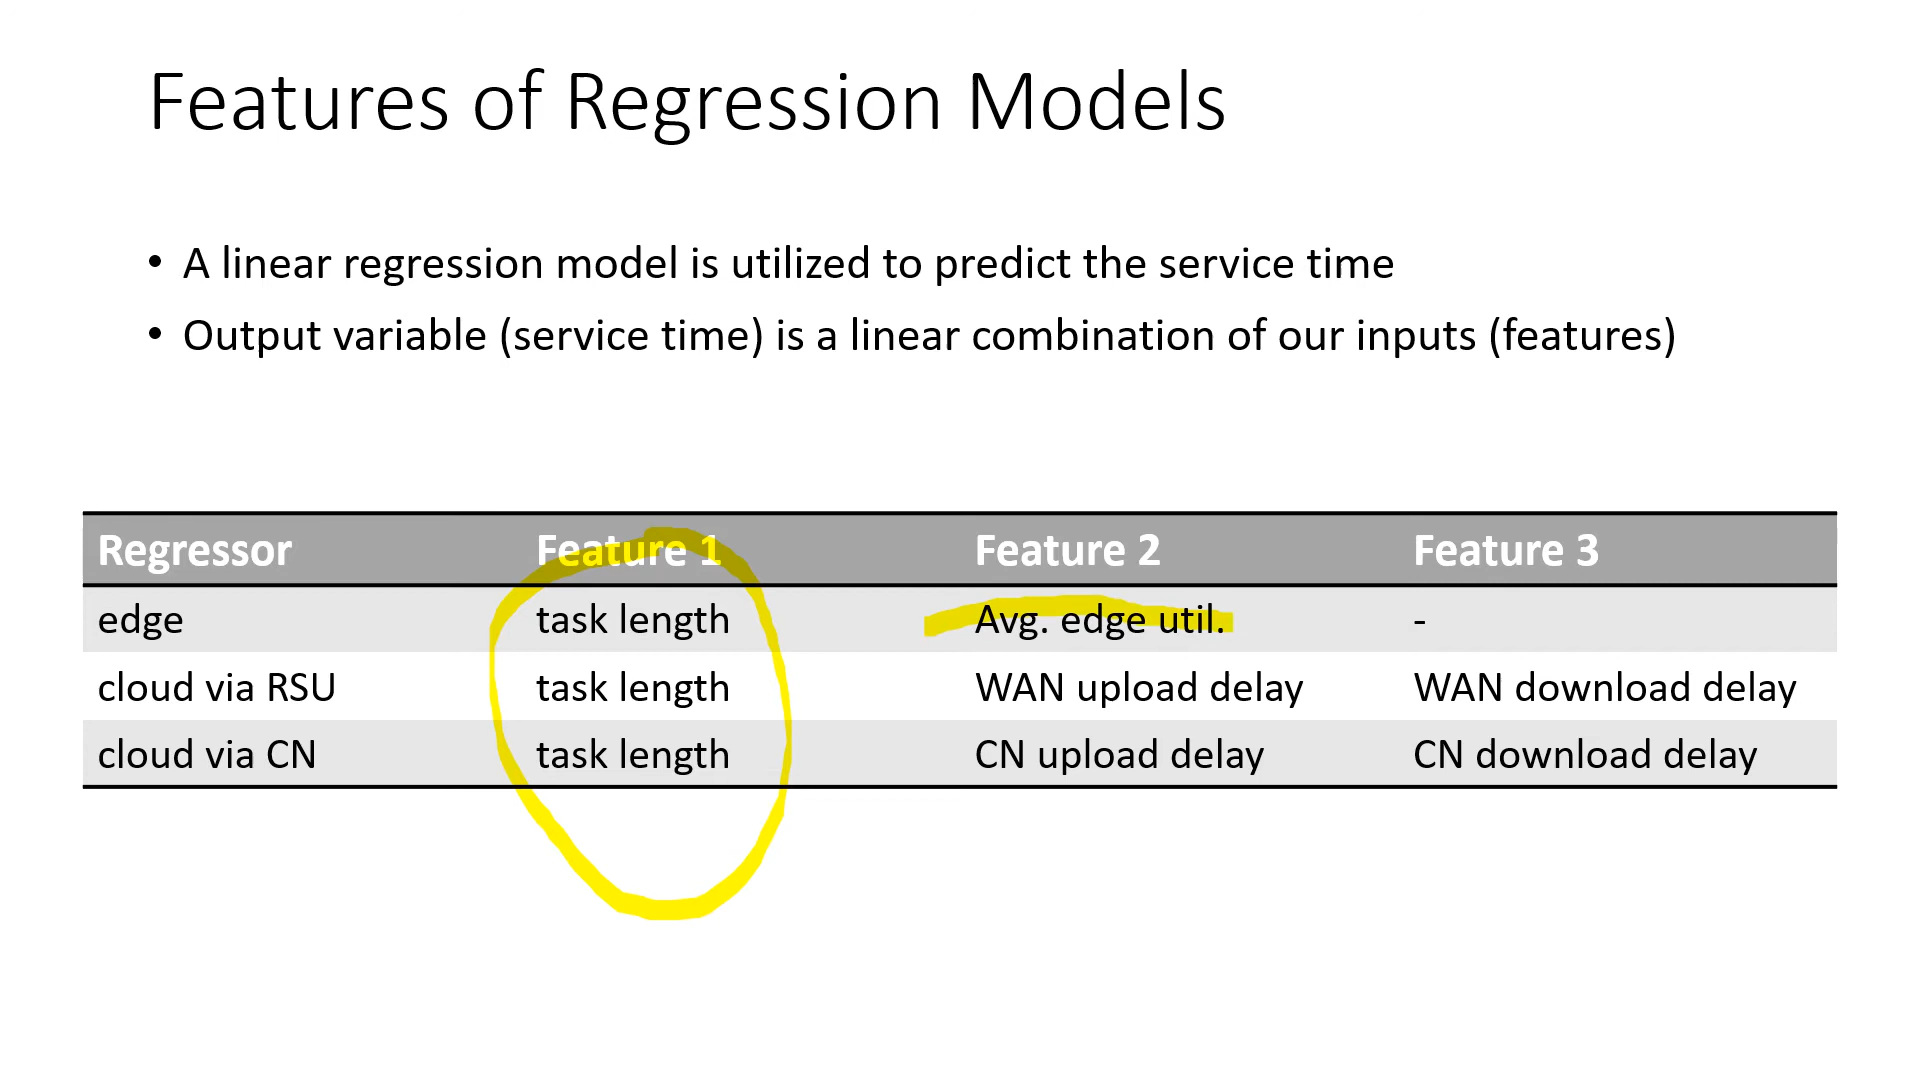 Features of Regression Models
• A linear regression model is utilized to predict the service time
• Output variable (service time) is a linear combination of our inputs (features)
Regressor Feature 1 Feature 2 Feature 3
edge task length Avg. edge util. -
cloud via RSU task length WAN upload delay WAN download delay
cloud via CN task length CN upload delay CN download delay